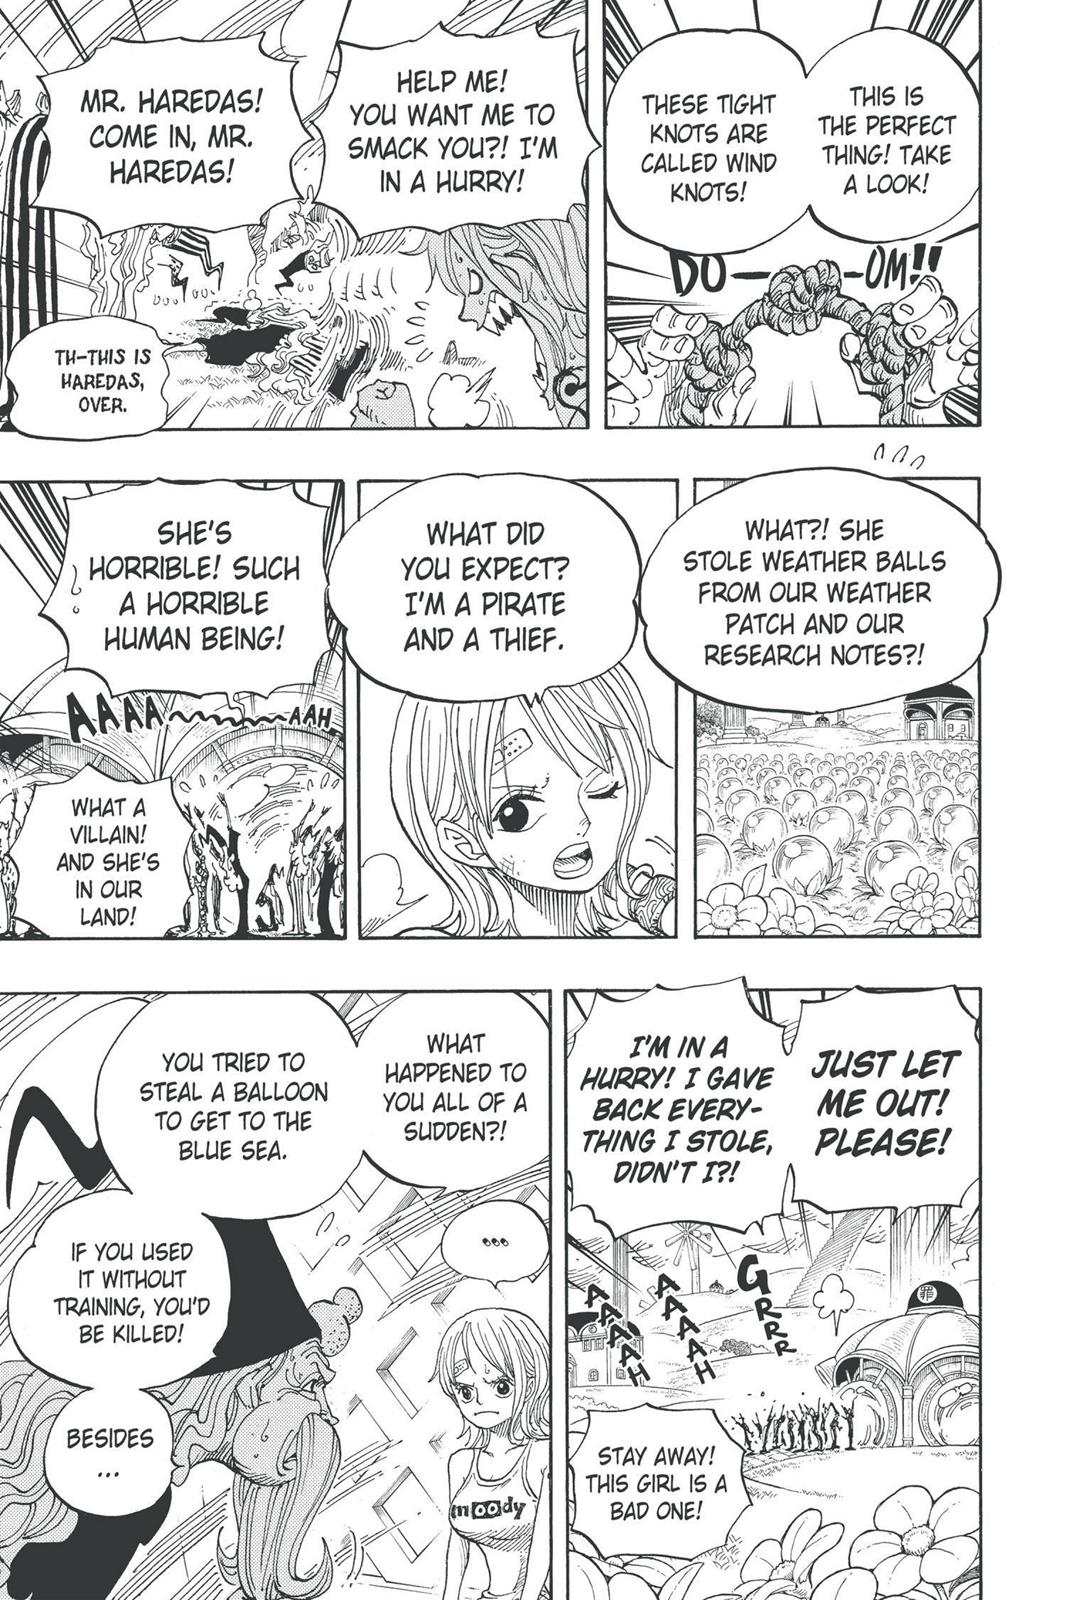 THIS IS
THE PERFECT
THING! TAKE
A LOOK!
THESE TIGHT
KNOTS ARE
CALLED WIND
KNOTS!
DO—
—OM!!
HELP ME!
YOU WANT ME TO
SMACK YOU?! I'M
IN A HURRY!
MR. HAREDAS!
COME IN, MR.
HAREDAS!
TH-THIS IS
HAREDAS,
OVER.
WHAT?! SHE
STOLE WEATHER BALLS
FROM OUR WEATHER
PATCH AND OUR
RESEARCH NOTES?!
WHAT DID
YOU EXPECT?
I'M A PIRATE
AND A THIEF.
SHE'S
HORRIBLE! SUCH
A HORRIBLE
HUMAN BEING!
AAAA~AAH
WHAT A
VILLAIN!
AND SHE'S
IN OUR
LAND!
JUST LET
ME OUT!
PLEASE!
I'M IN A
HURRY! I GAVE
BACK EVERY-
THING I STOLE,
DIDN'T I?!
GRRR
AAAAH
AAAAAH
罪
STAY AWAY!
THIS GIRL IS A
BAD ONE!
WHAT
HAPPENED TO
YOU ALL OF A
SUDDEN?!
...
YOU TRIED TO
STEAL A BALLOON
TO GET TO THE
BLUE SEA.
IF YOU USED
IT WITHOUT
TRAINING, YOU'D
BE KILLED!
BESIDES
...
moody